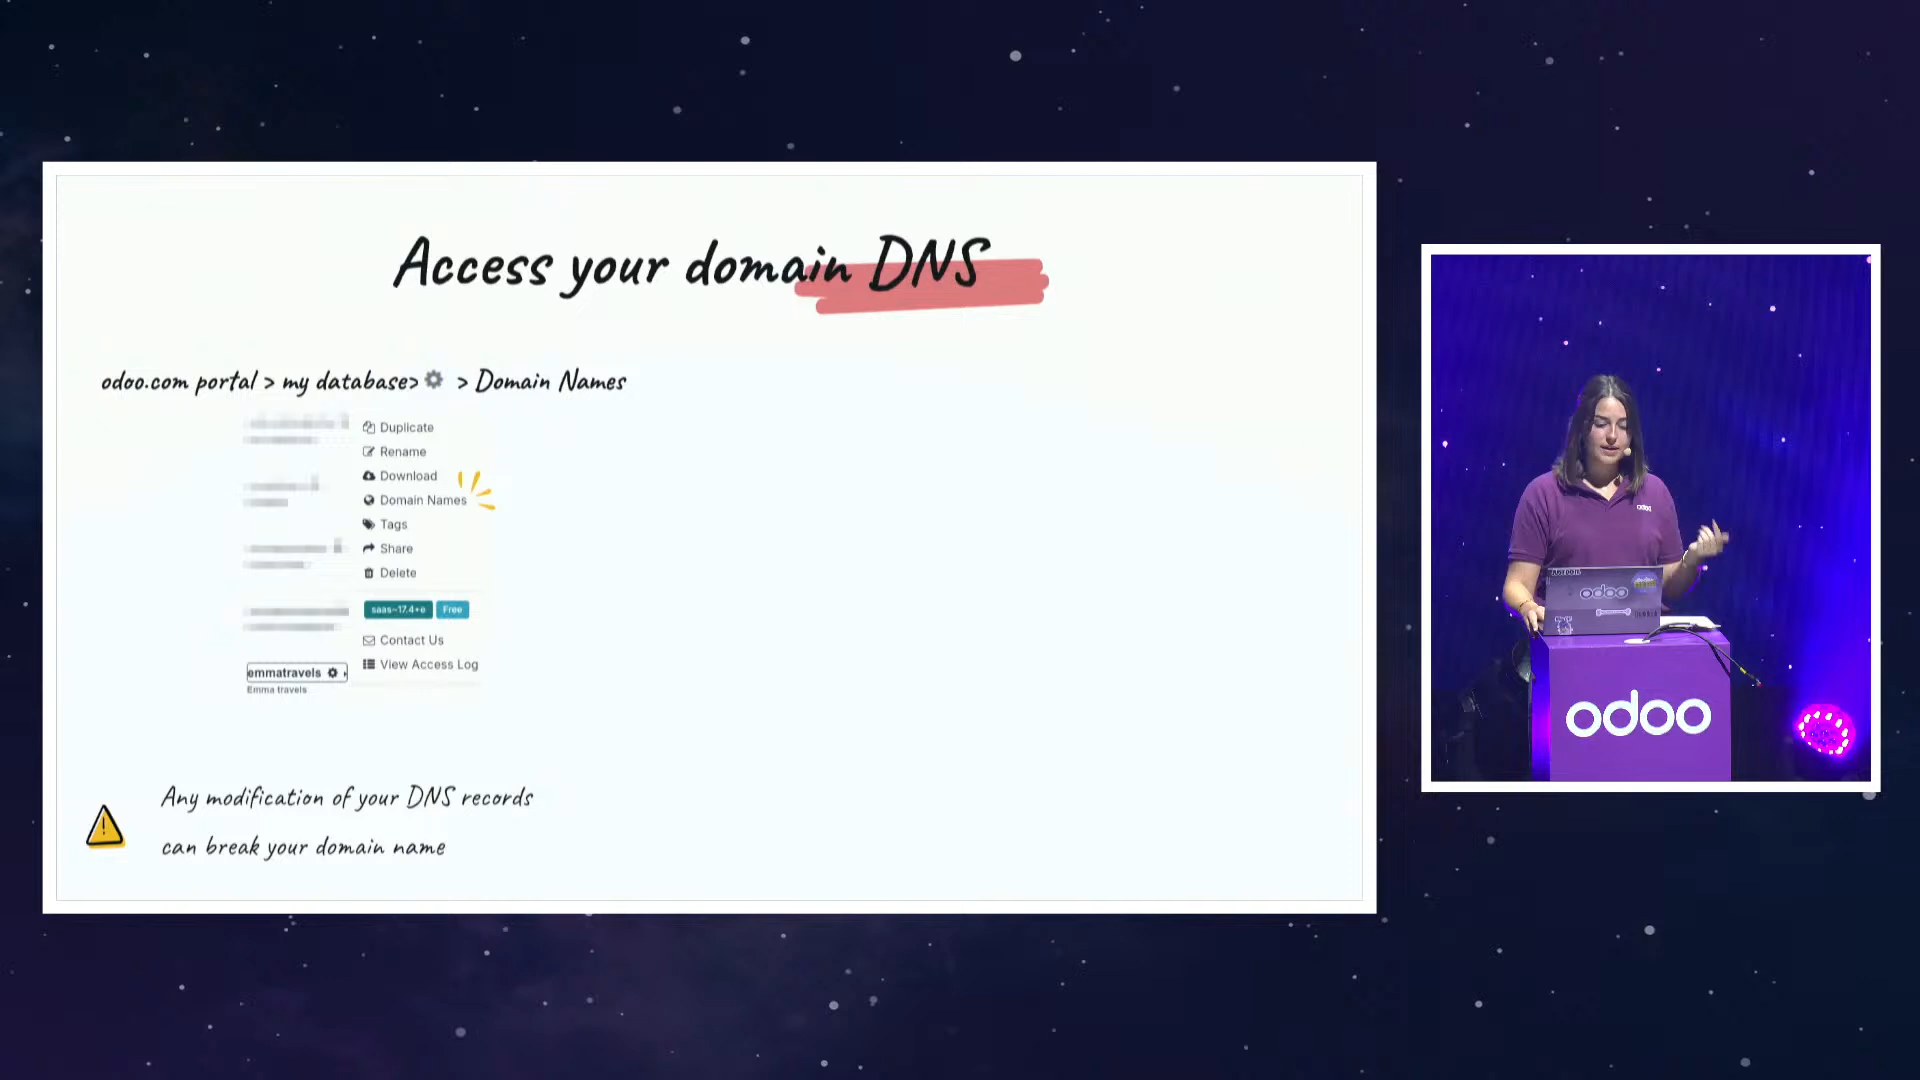 Access your domain DNS
odoo.com portal > my database> > Domain Names
Duplicate
Rename
Download
Domain Names
Tags
Share
Delete
saas~17.4+e Free
Contact Us
View Access Log
emmatravels
Emma travels
Any modification of your DNS records
can break your domain name
odoo
odoo
odoo